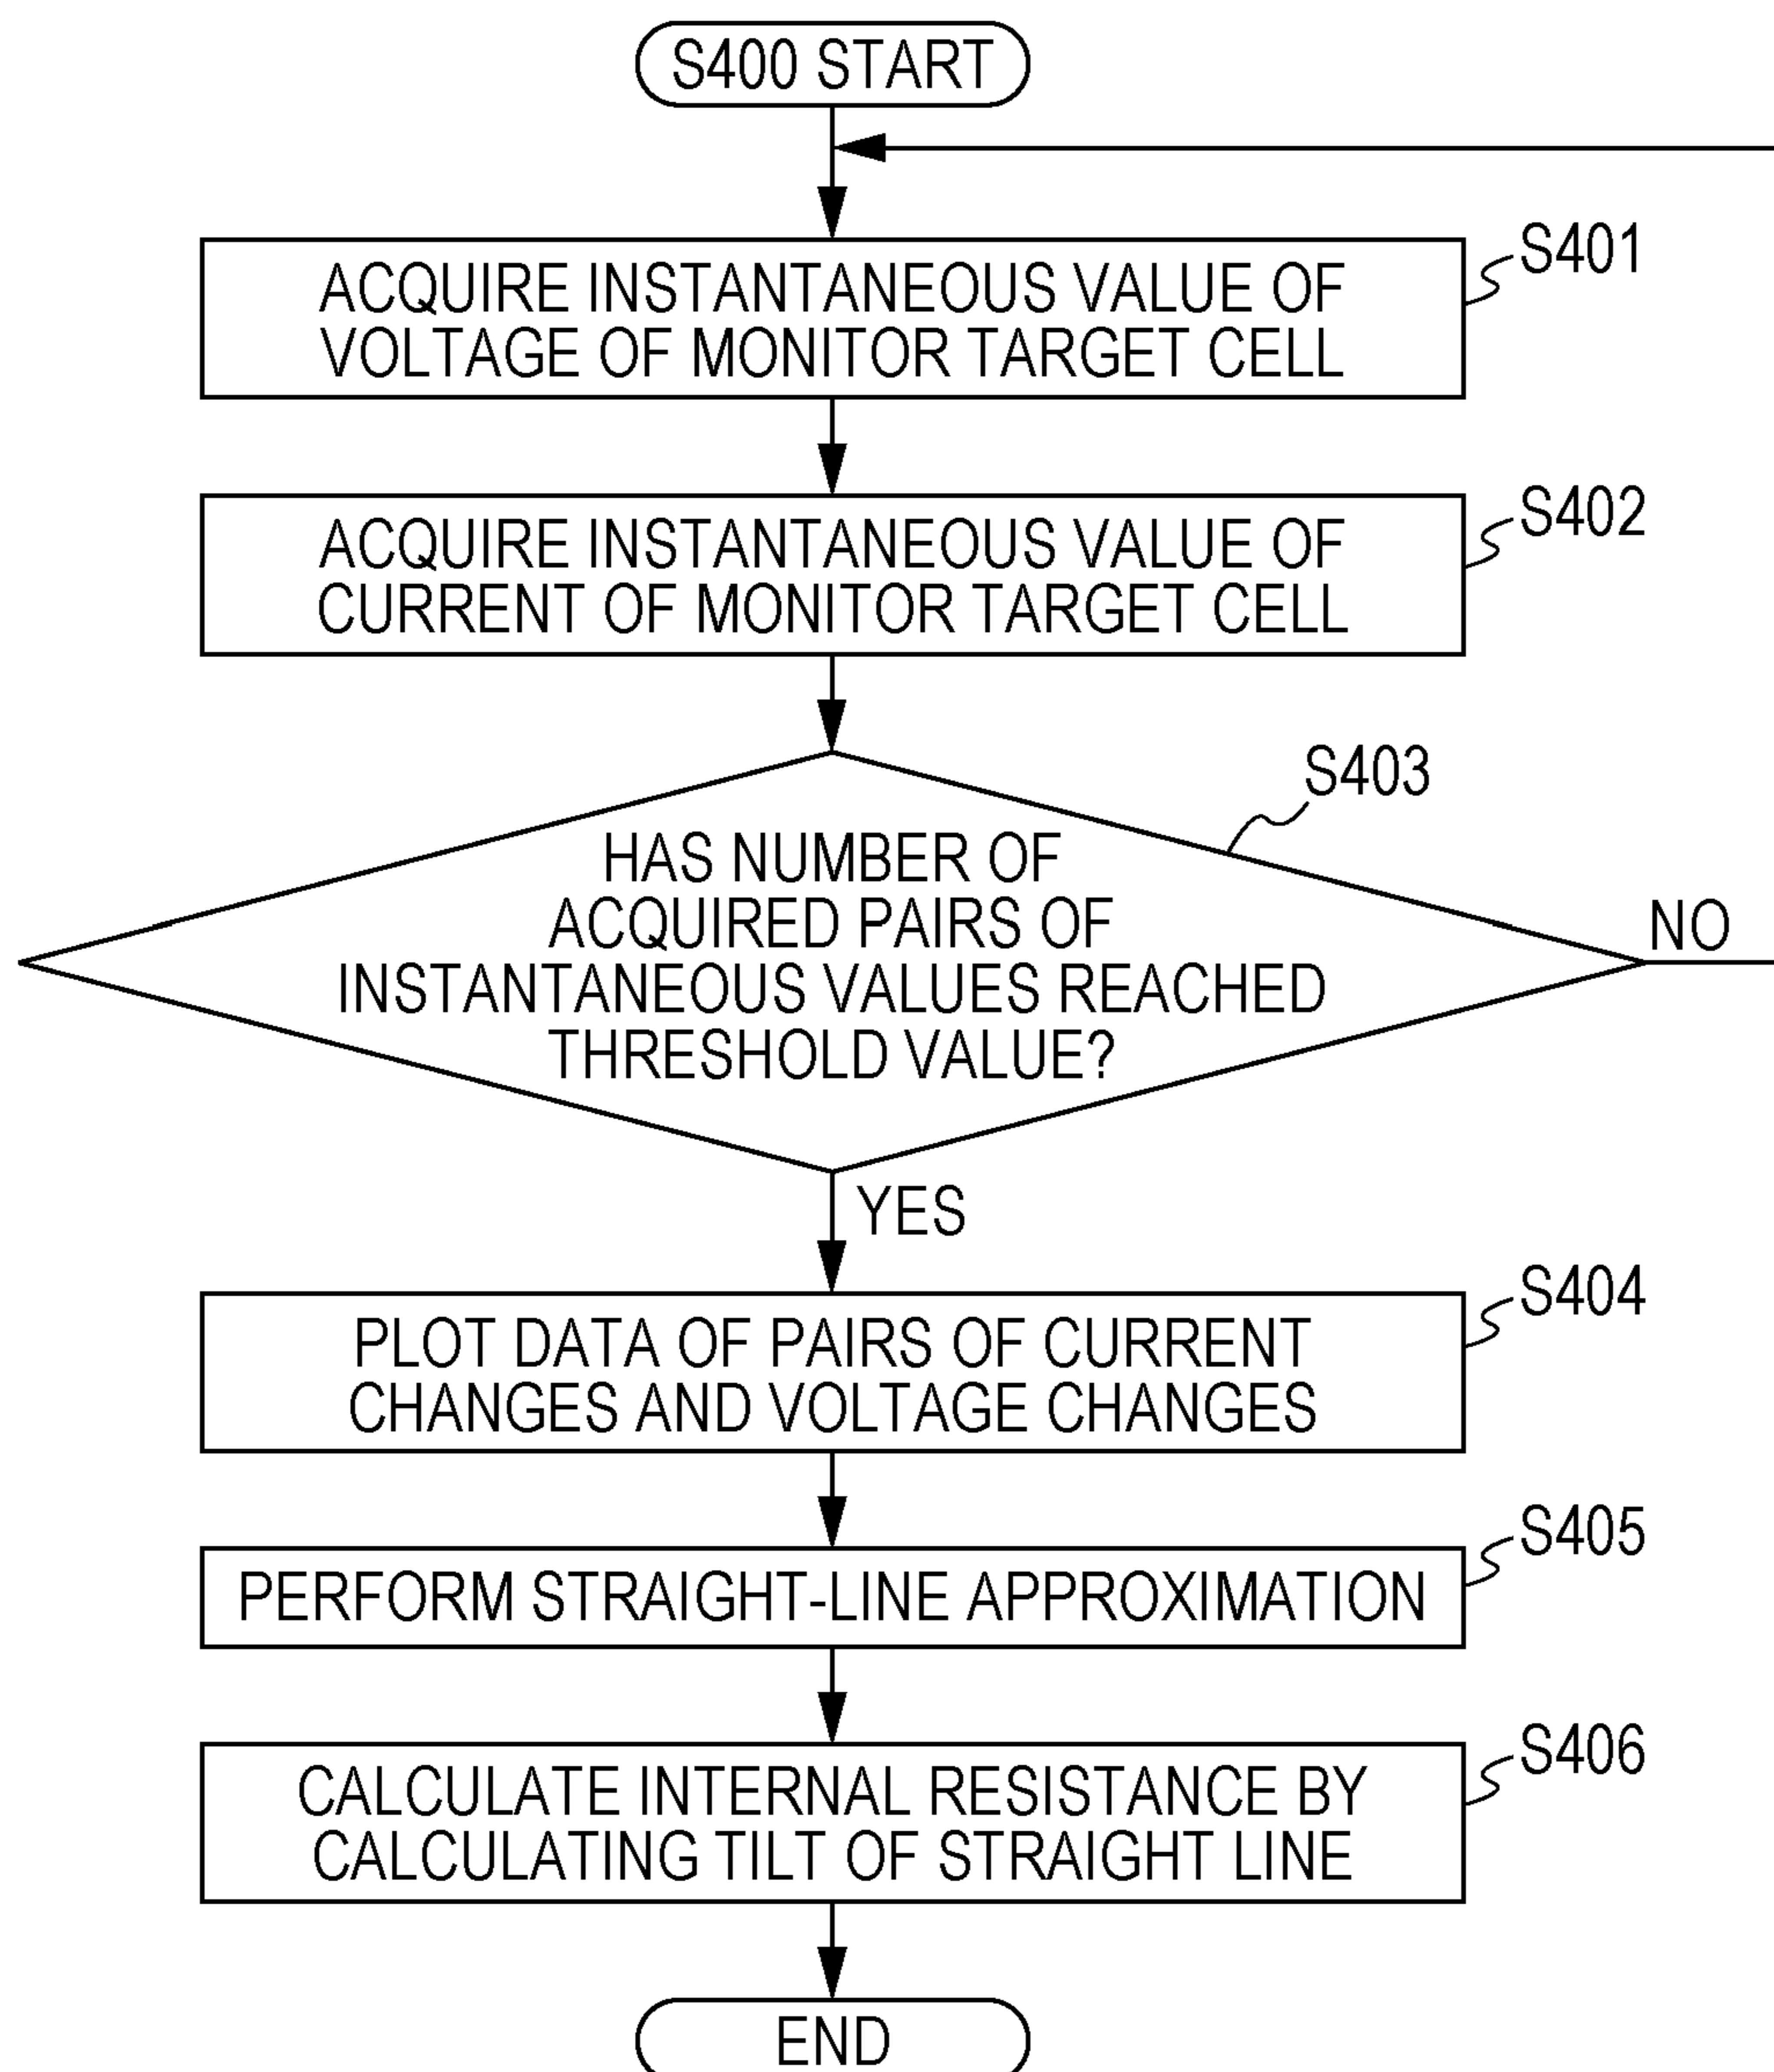 S400 START
S401
ACQUIRE INSTANTANEOUS VALUE OF
VOLTAGE OF MONITOR TARGET CELL
S402
ACQUIRE INSTANTANEOUS VALUE OF
CURRENT OF MONITOR TARGET CELL
S403
HAS NUMBER OF
ACQUIRED PAIRS OF
INSTANTANEOUS VALUES REACHED
THRESHOLD VALUE?
NO
YES
S404
PLOT DATA OF PAIRS OF CURRENT
CHANGES AND VOLTAGE CHANGES
S405
PERFORM STRAIGHT-LINE APPROXIMATION
S406
CALCULATE INTERNAL RESISTANCE BY
CALCULATING TILT OF STRAIGHT LINE
END